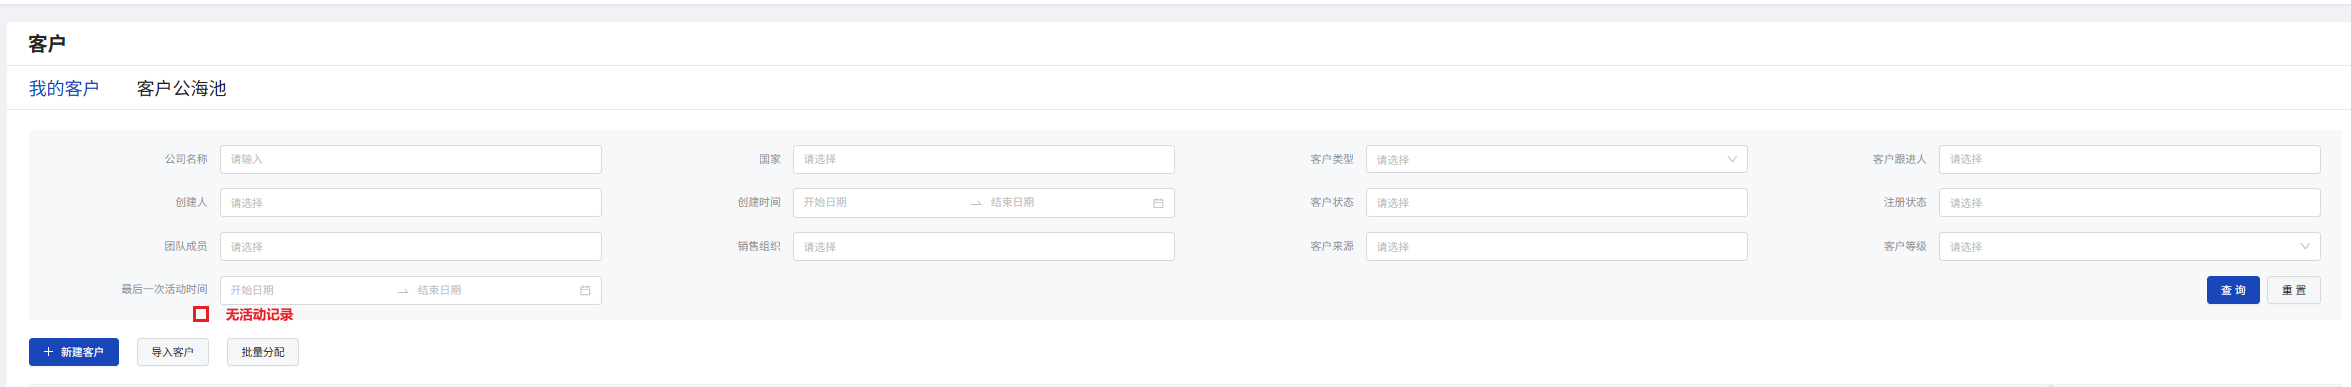 客户
我的客户 客户公海池
公司名称 请输入 国家 请选择 客户类型 请选择 客户跟进人 请选择
创建人 请选择 创建时间 开始日期 结束日期 客户状态 请选择 注册状态 请选择
团队成员 请选择 销售组织 请选择 客户来源 请选择 客户等级 请选择
最后一次活动时间 开始日期 结束日期 查 询 重 置
无活动记录
新建客户 导入客户 批量分配